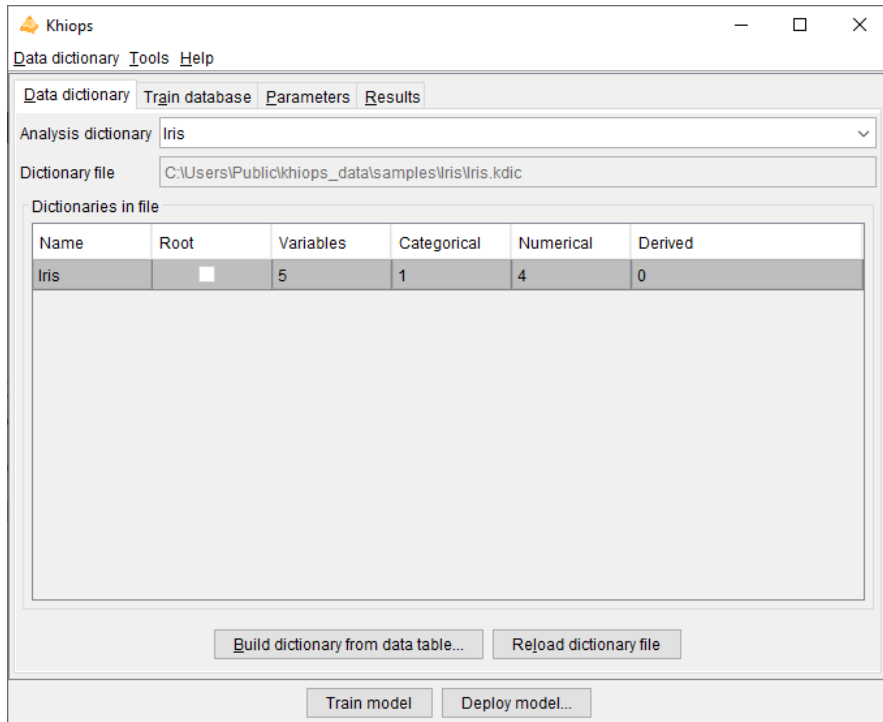 Khiops
Data dictionary Tools Help
Data dictionary Train database Parameters Results
Analysis dictionary Iris
Dictionary file C:\Users\Public\khiops_data\samples\Iris\Iris.kdic
Dictionaries in file
Name Root Variables Categorical Numerical Derived
Iris 5 1 4 0
Build dictionary from data table... Reload dictionary file
Train model Deploy model...